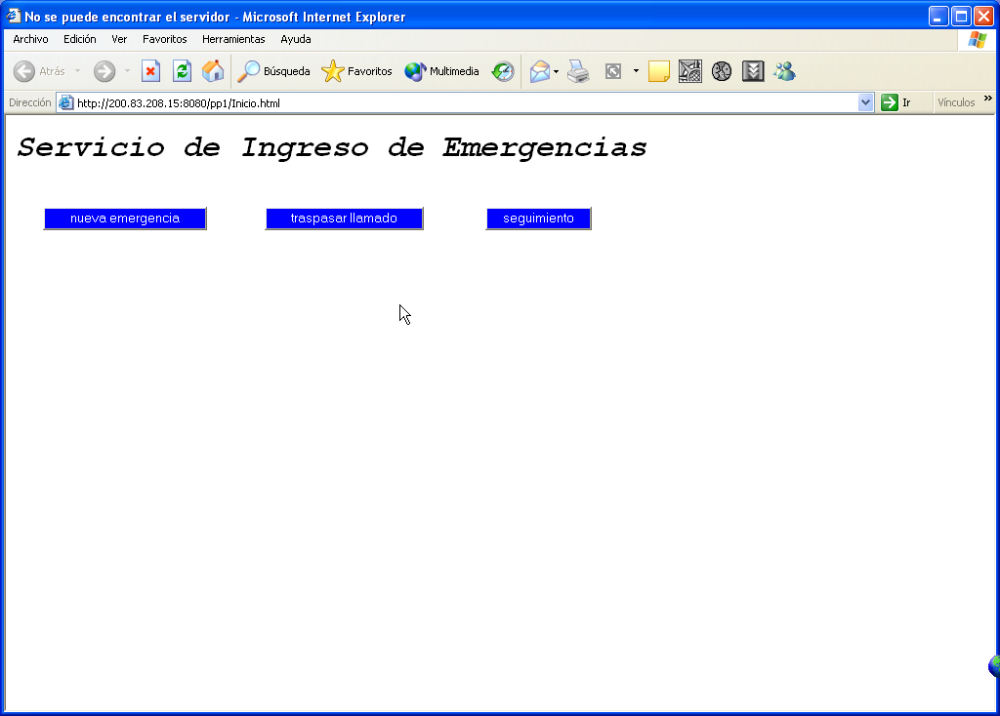 No se puede encontrar el servidor - Microsoft Internet Explorer
Archivo Edición Ver Favoritos Herramientas Ayuda
Atrás Búsqueda Favoritos Multimedia
Dirección http://200.83.208.15:8080/pp1/Inicio.html Ir Vínculos »
Servicio de Ingreso de Emergencias
nueva emergencia traspasar llamado seguimiento